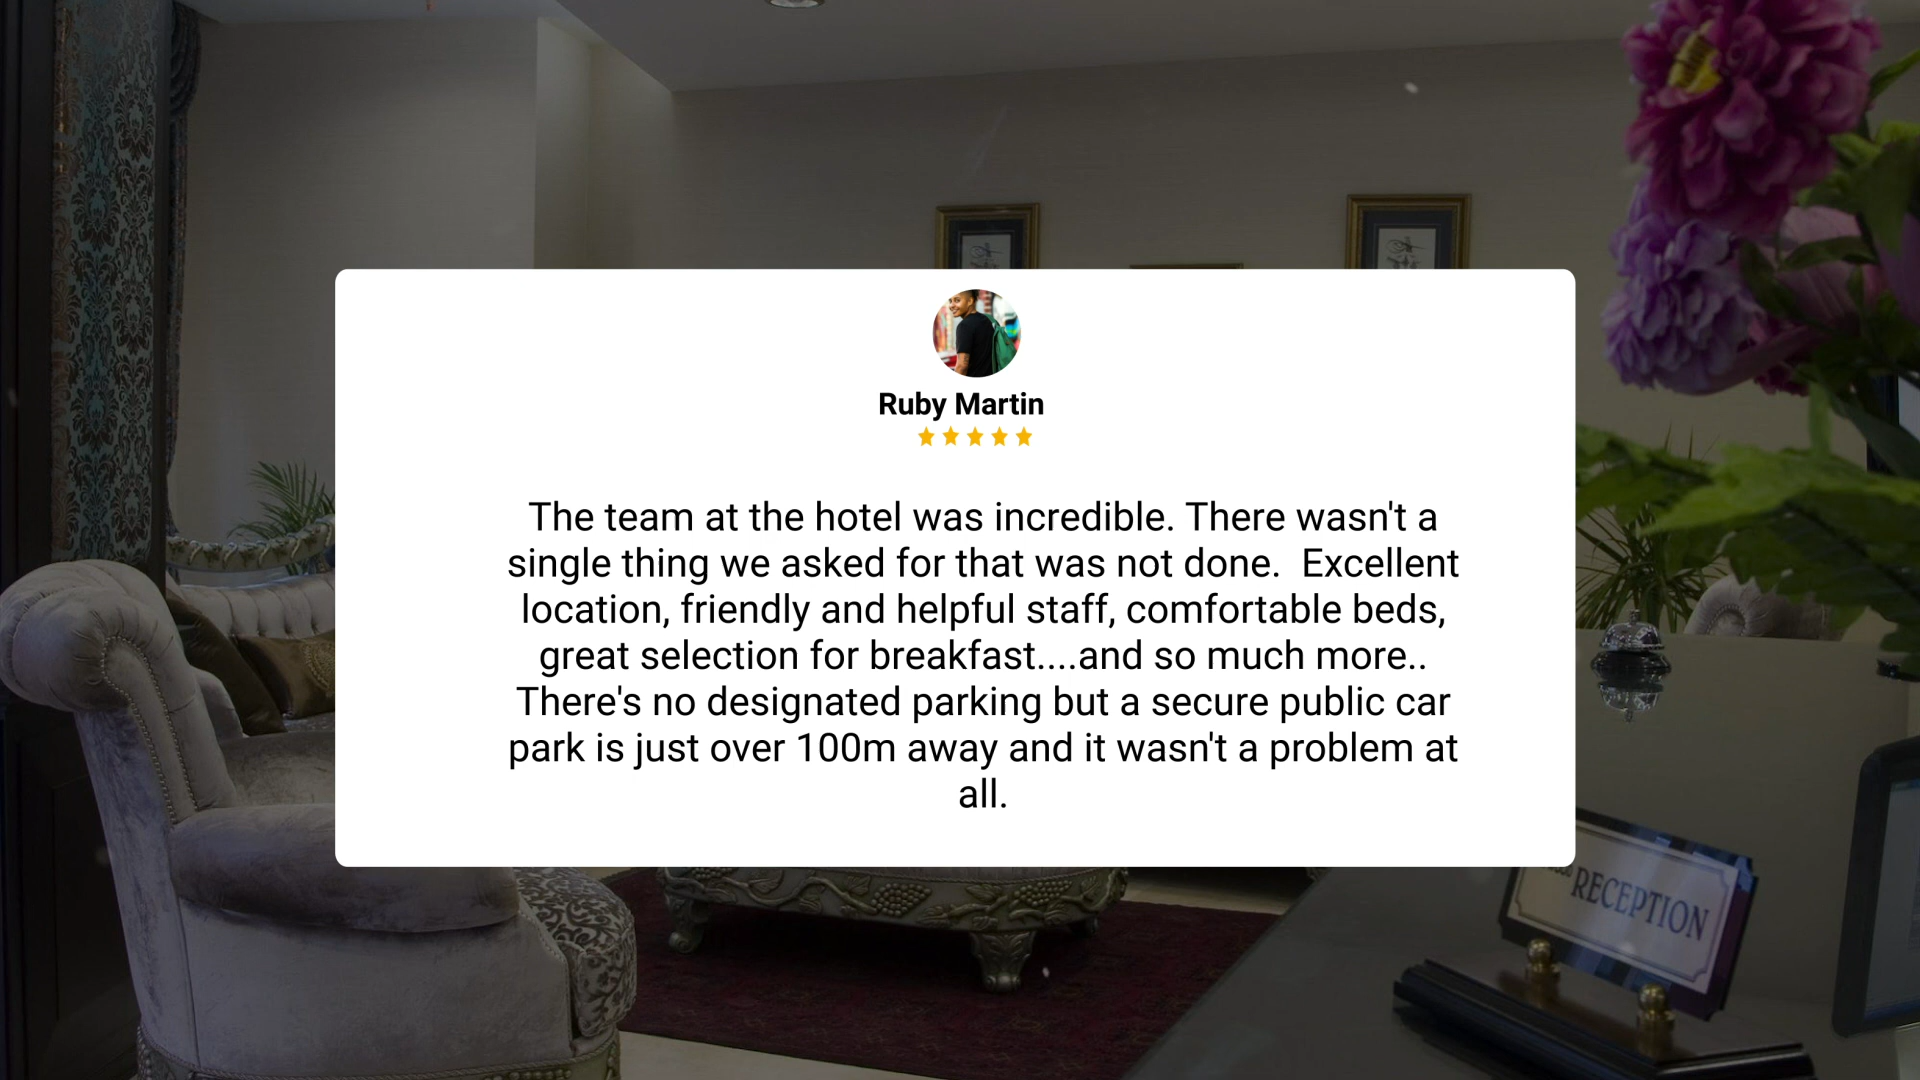 Ruby Martin
The team at the hotel was incredible. There wasn't a
single thing we asked for that was not done.  Excellent
location, friendly and helpful staff, comfortable beds,
great selection for breakfast....and so much more..
There's no designated parking but a secure public car
park is just over 100m away and it wasn't a problem at
all.
RECEPTION